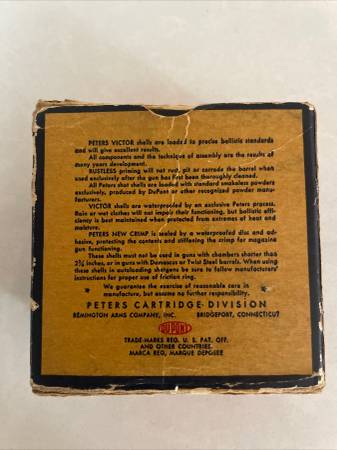 PETERS VICTOR shells are loaded to precise ballistic standards
and will give excellent results.
All components and the technique of assembly are the results of
many years development.
RUSTLESS priming will not rust, pit or corrode the barrel when
used exclusively after the gun has first been thoroughly cleaned.
All Peters shot shells are loaded with standard smokeless powders
exclusively, produced by DuPont or other recognized powder manu-
facturers.
VICTOR shells are waterproofed by an exclusive Peters process.
Rain or wet clothes will not impair their functioning, but ballistic effi-
ciency is best maintained when protected from extremes of heat and
moisture.
PETERS NEW CRIMP is sealed by a waterproofed disc and ad-
hesive, protecting the contents and stiffening the crimp for magazine
gun functioning.
These shells must not be used in guns with chambers shorter than
2¾ inches, or in guns with Damascus or Twist Steel barrels. When using
these shells in autoloading shotguns be sure to follow manufacturers'
instructions for proper use of friction ring.
We guarantee the exercise of reasonable care in
manufacture, but assume no further responsibility.
PETERS CARTRIDGE DIVISION
REMINGTON ARMS COMPANY, INC. BRIDGEPORT, CONNECTICUT
DU PONT
TRADE-MARKS REG. U. S. PAT. OFF.
AND OTHER COUNTRIES.
MARCA REG, MARQUE DEPOSEE